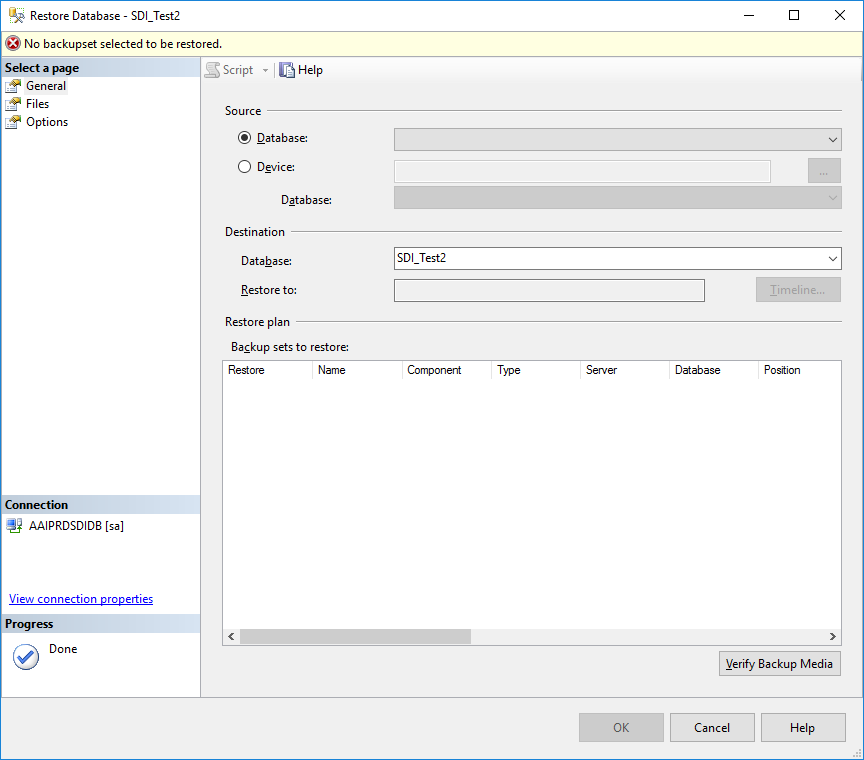 Restore Database - SDI_Test2
No backupset selected to be restored.
Select a page
General
Files
Options
Script
Help
Source
Database:
Device:
...
Database:
Destination
Database:
SDI_Test2
Restore to:
Timeline...
Restore plan
Backup sets to restore:
Restore Name Component Type Server Database Position
Connection
AAIPRDSDIDB [sa]
View connection properties
Progress
Done
Verify Backup Media
OK Cancel Help